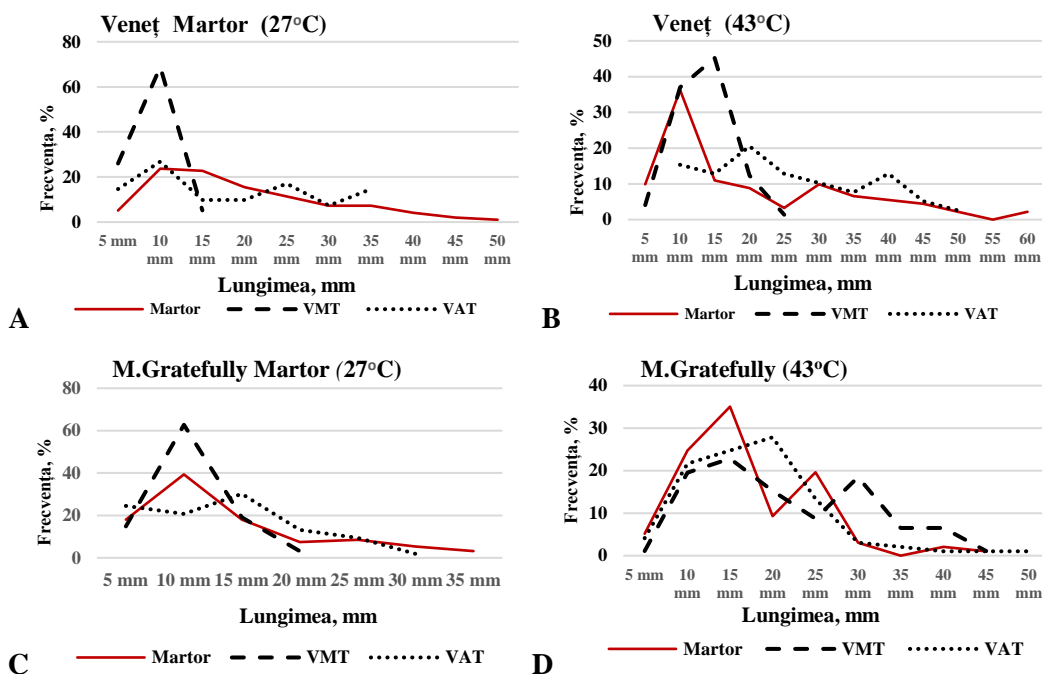 Veneț Martor (27°C)
80
60
40
20
0
Frecvența, %
5 mm 10 mm 15 mm 20 mm 25 mm 30 mm 35 mm 40 mm 45 mm 50 mm
Lungimea, mm
Martor VMT VAT
A
Veneț (43°C)
50
40
30
20
10
0
Frecvența, %
5 mm 10 mm 15 mm 20 mm 25 mm 30 mm 35 mm 40 mm 45 mm 50 mm 55 mm 60 mm
Lungimea, mm
Martor VMT VAT
B
M.Gratefully Martor (27°C)
80
60
40
20
0
Frecvența, %
5 mm 10 mm 15 mm 20 mm 25 mm 30 mm 35 mm
Lungimea, mm
Martor VMT VAT
C
M.Gratefully (43°C)
40
30
20
10
0
Frecvența, %
5 mm 10 mm 15 mm 20 mm 25 mm 30 mm 35 mm 40 mm 45 mm 50 mm
Lungimea, mm
Martor VMT VAT
D